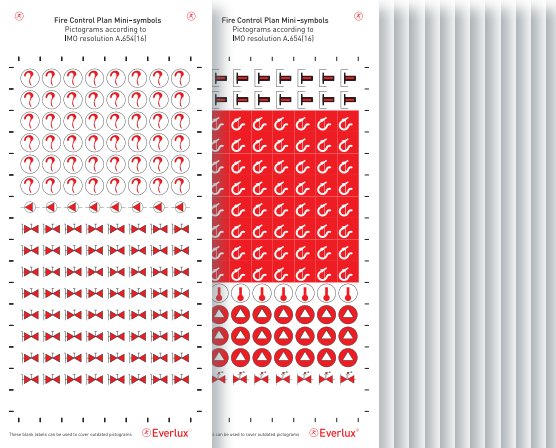 Fire Control Plan Mini-symbols
Pictograms according to
IMO resolution A.654(16)
These blank labels can be used to cover outdated pictograms
Everlux
Fire Control Plan Mini-symbols
Pictograms according to
IMO resolution A.654(16)
can be used to cover outdated pictograms
Everlux